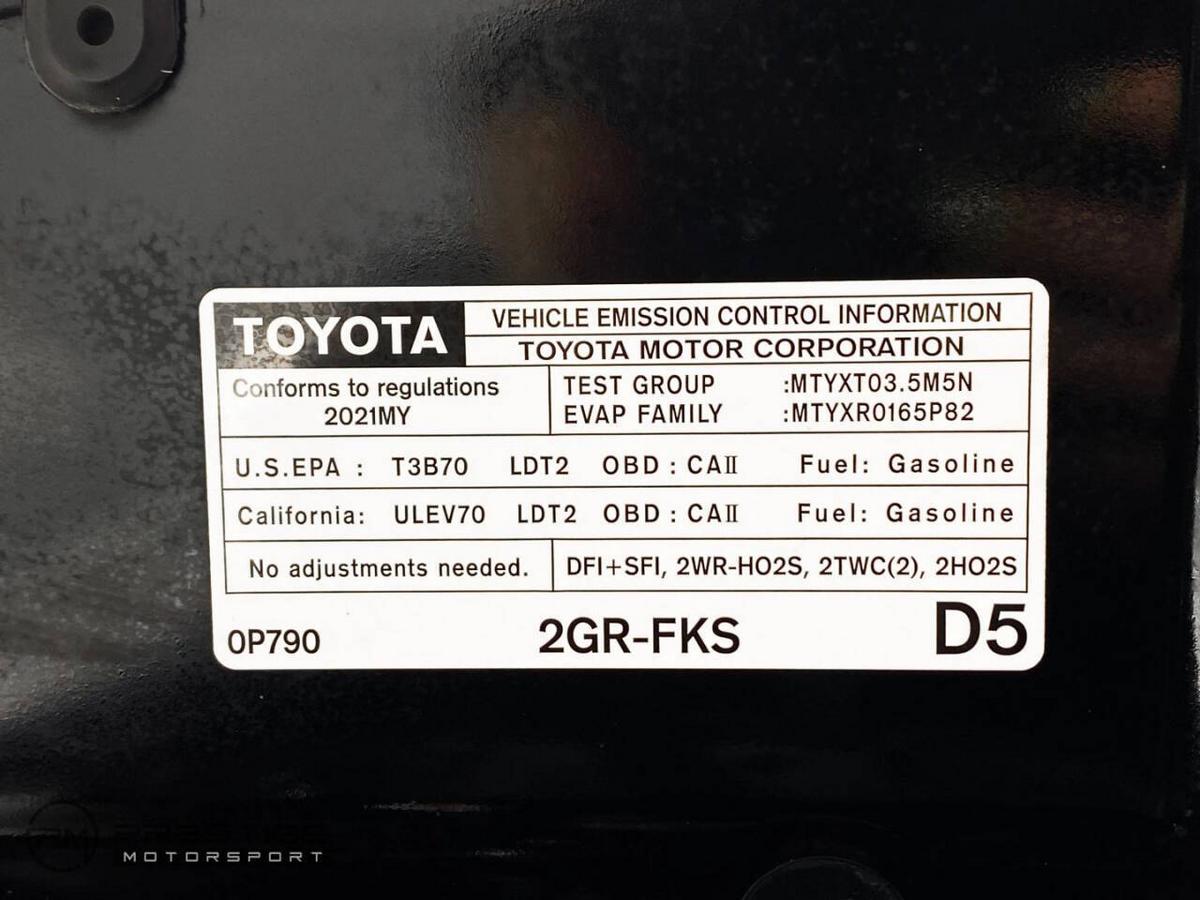 TOYOTA
VEHICLE EMISSION CONTROL INFORMATION
TOYOTA MOTOR CORPORATION
Conforms to regulations
2021MY
TEST GROUP :MTYXT03.5M5N
EVAP FAMILY :MTYXR0165P82
U.S.EPA : T3B70 LDT2 OBD : CAⅡ Fuel: Gasoline
California: ULEV70 LDT2 OBD : CAⅡ Fuel: Gasoline
No adjustments needed.
DFI+SFI, 2WR-HO2S, 2TWC(2), 2HO2S
0P790 2GR-FKS D5
MOTORSPORT